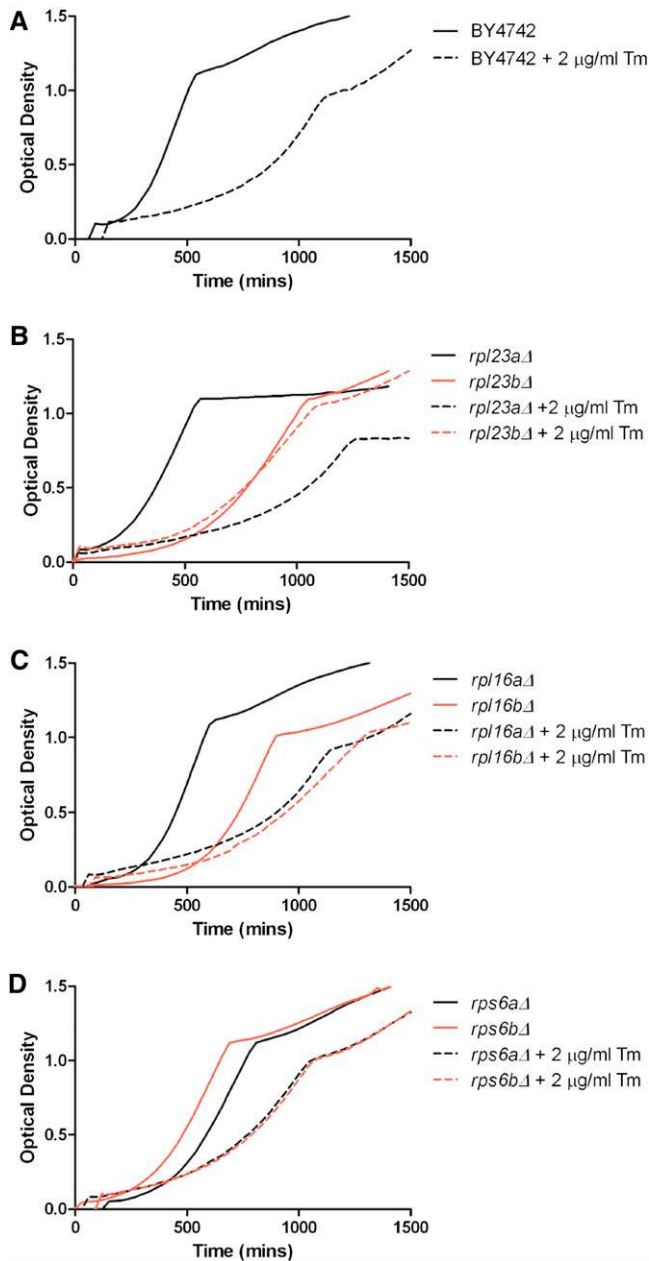 A
1.5
1.0
0.5
0.0
Optical Density
0
500
1000
1500
Time (mins)
BY4742
BY4742 + 2 μg/ml Tm
B
1.5
1.0
0.5
0.0
Optical Density
0
500
1000
1500
Time (mins)
rpl23aΔ
rpl23bΔ
rpl23aΔ +2 μg/ml Tm
rpl23bΔ + 2 μg/ml Tm
C
1.5
1.0
0.5
0.0
Optical Density
0
500
1000
1500
Time (mins)
rpl16aΔ
rpl16bΔ
rpl16aΔ + 2 μg/ml Tm
rpl16bΔ + 2 μg/ml Tm
D
1.5
1.0
0.5
0.0
Optical Density
0
500
1000
1500
Time (mins)
rps6aΔ
rps6bΔ
rps6aΔ + 2 μg/ml Tm
rps6bΔ + 2 μg/ml Tm